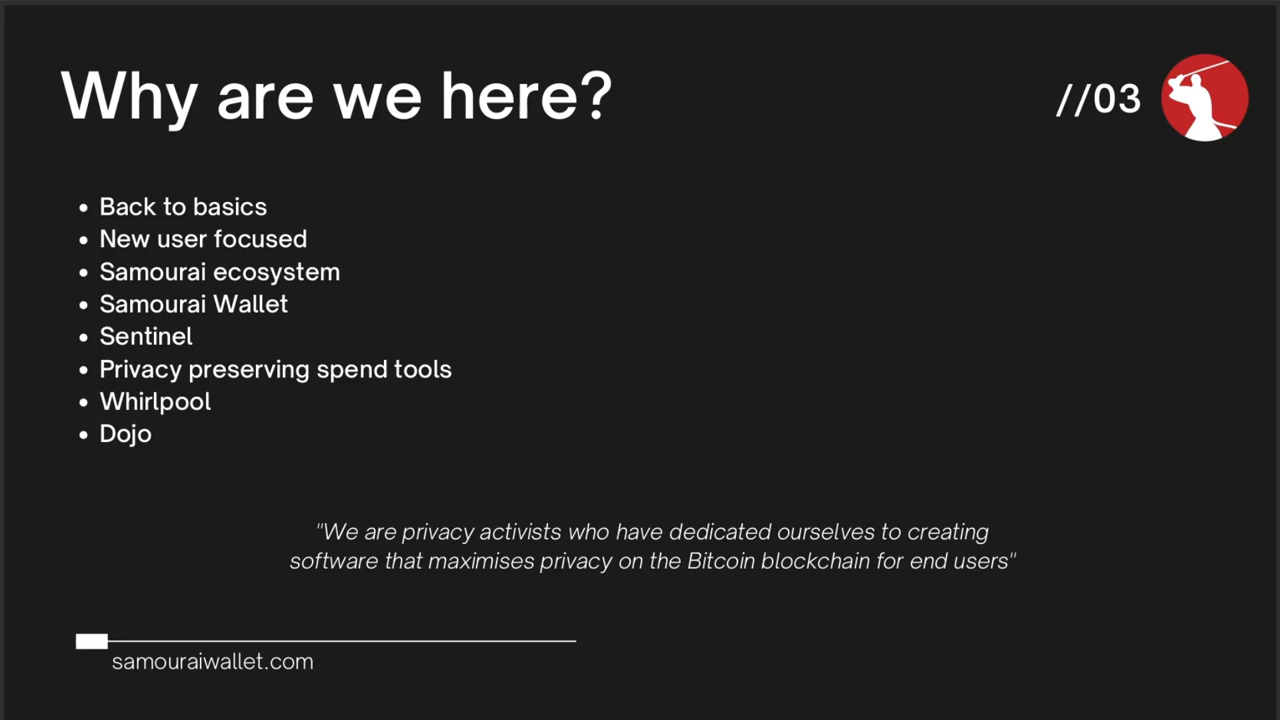 Why are we here?
//03
• Back to basics
• New user focused
• Samourai ecosystem
• Samourai Wallet
• Sentinel
• Privacy preserving spend tools
• Whirlpool
• Dojo
"We are privacy activists who have dedicated ourselves to creating
software that maximises privacy on the Bitcoin blockchain for end users"
samouraiwallet.com